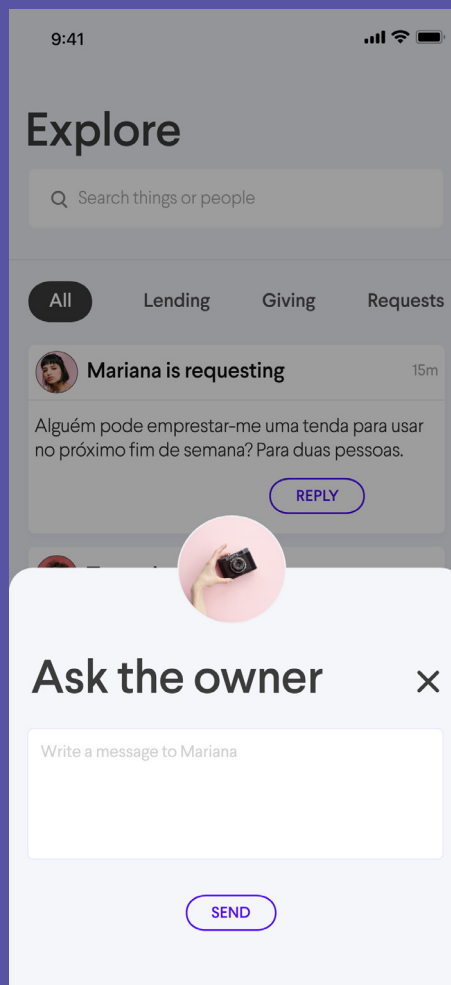 9:41
Explore
Search things or people
All Lending Giving Requests
Mariana is requesting 15m
Alguém pode emprestar-me uma tenda para usar
no próximo fim de semana? Para duas pessoas.
REPLY
Ask the owner
Write a message to Mariana
SEND